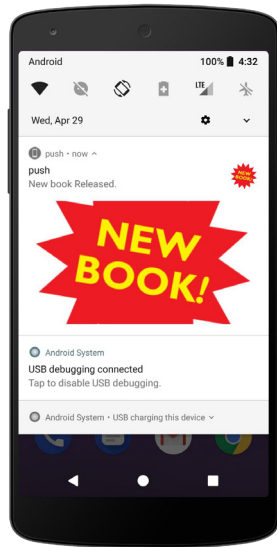 Android 100% 4:32
LTE
Wed, Apr 29
push • now
push
New book Released.
NEW BOOK!
NEW
BOOK!
Android System
USB debugging connected
Tap to disable USB debugging.
Android System • USB charging this device